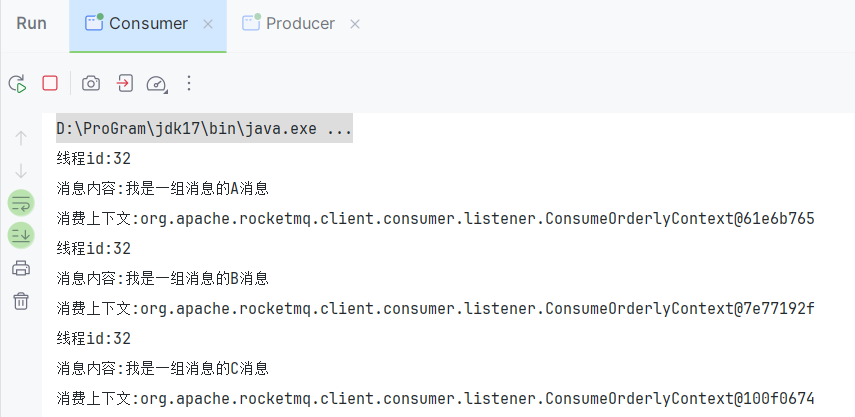 Run Consumer Producer
D:\ProGram\jdk17\bin\java.exe ...
线程id:32
消息内容:我是一组消息的A消息
消费上下文:org.apache.rocketmq.client.consumer.listener.ConsumeOrderlyContext@61e6b765
线程id:32
消息内容:我是一组消息的B消息
消费上下文:org.apache.rocketmq.client.consumer.listener.ConsumeOrderlyContext@7e77192f
线程id:32
消息内容:我是一组消息的C消息
消费上下文:org.apache.rocketmq.client.consumer.listener.ConsumeOrderlyContext@100f0674